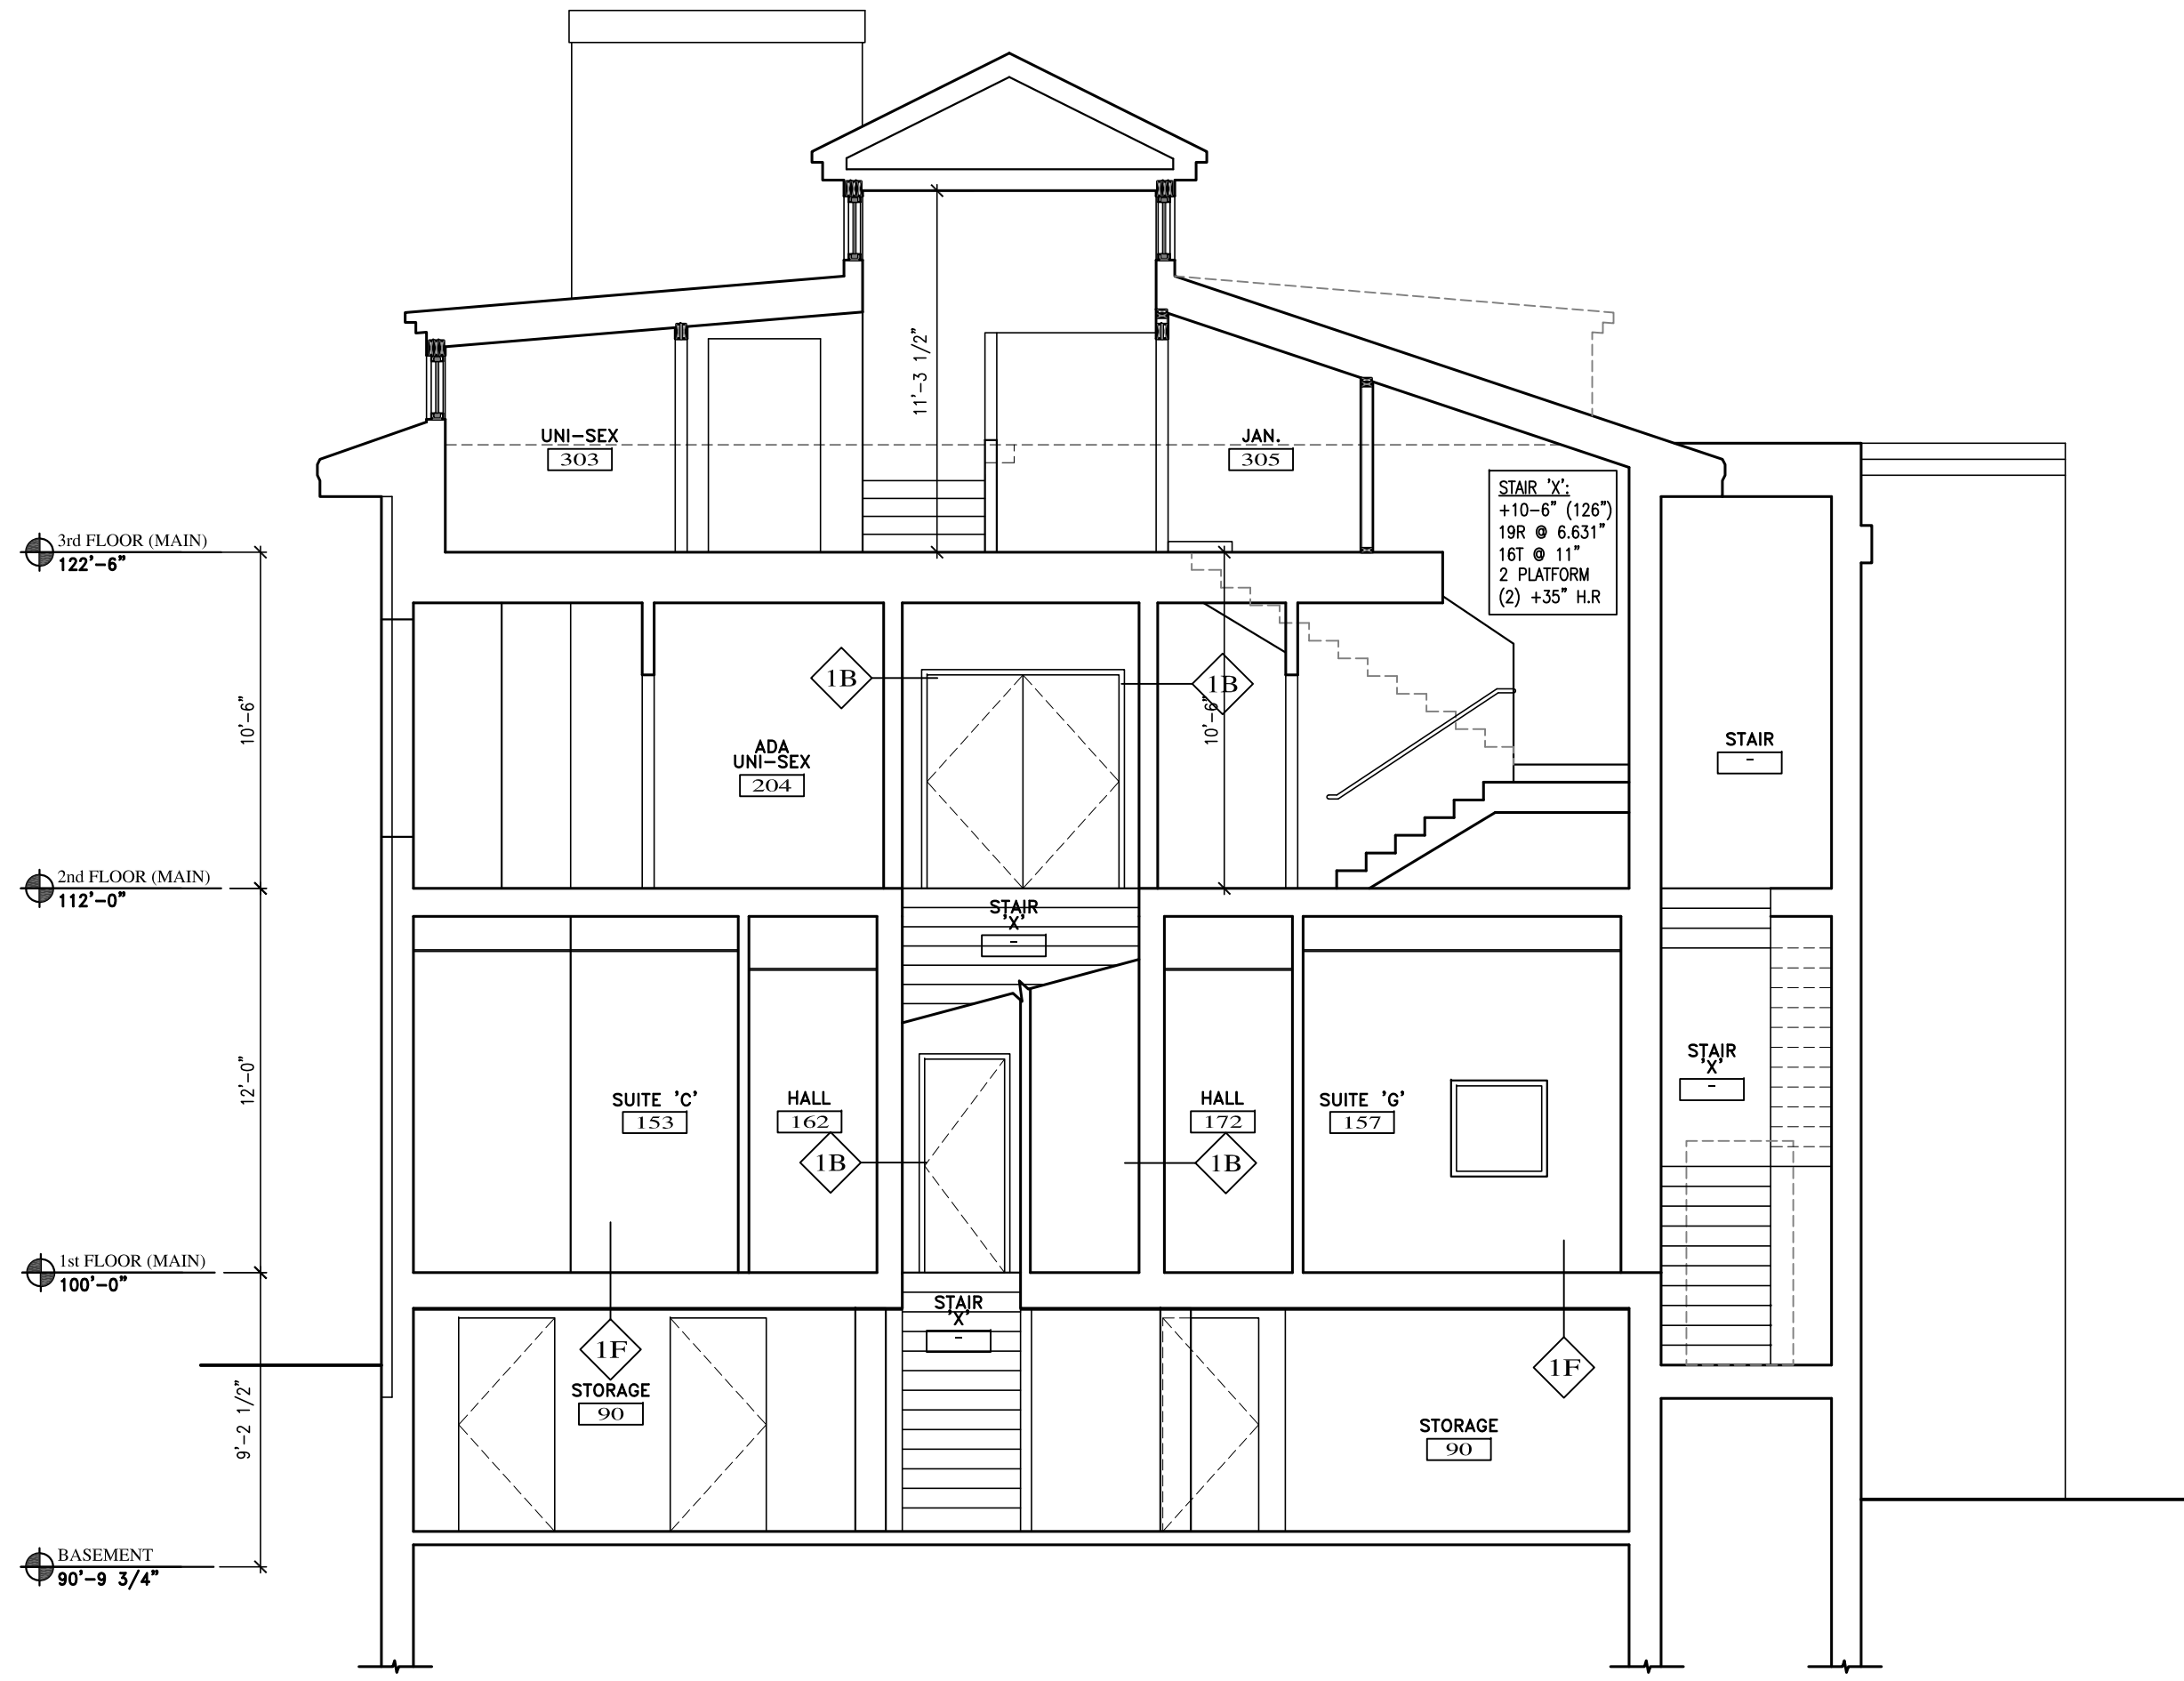 11'-3 1/2"
UNI-SEX
303
JAN.
305
STAIR 'X':
+10-6" (126")
19R @ 6.631"
16T @ 11"
2 PLATFORM
(2) +35" H.R
3rd FLOOR (MAIN)
122'-6"
10'-6"
1B
1B
10'-6"
ADA
UNI-SEX
204
STAIR
-
2nd FLOOR (MAIN)
112'-0"
STAIR
'X'
-
12'-0"
SUITE 'C'
153
HALL
162
1B
HALL
172
1B
SUITE 'G'
157
STAIR
'X'
-
1st FLOOR (MAIN)
100'-0"
STAIR
'X'
-
9'-2 1/2"
1F
STORAGE
90
1F
STORAGE
90
BASEMENT
90'-9 3/4"